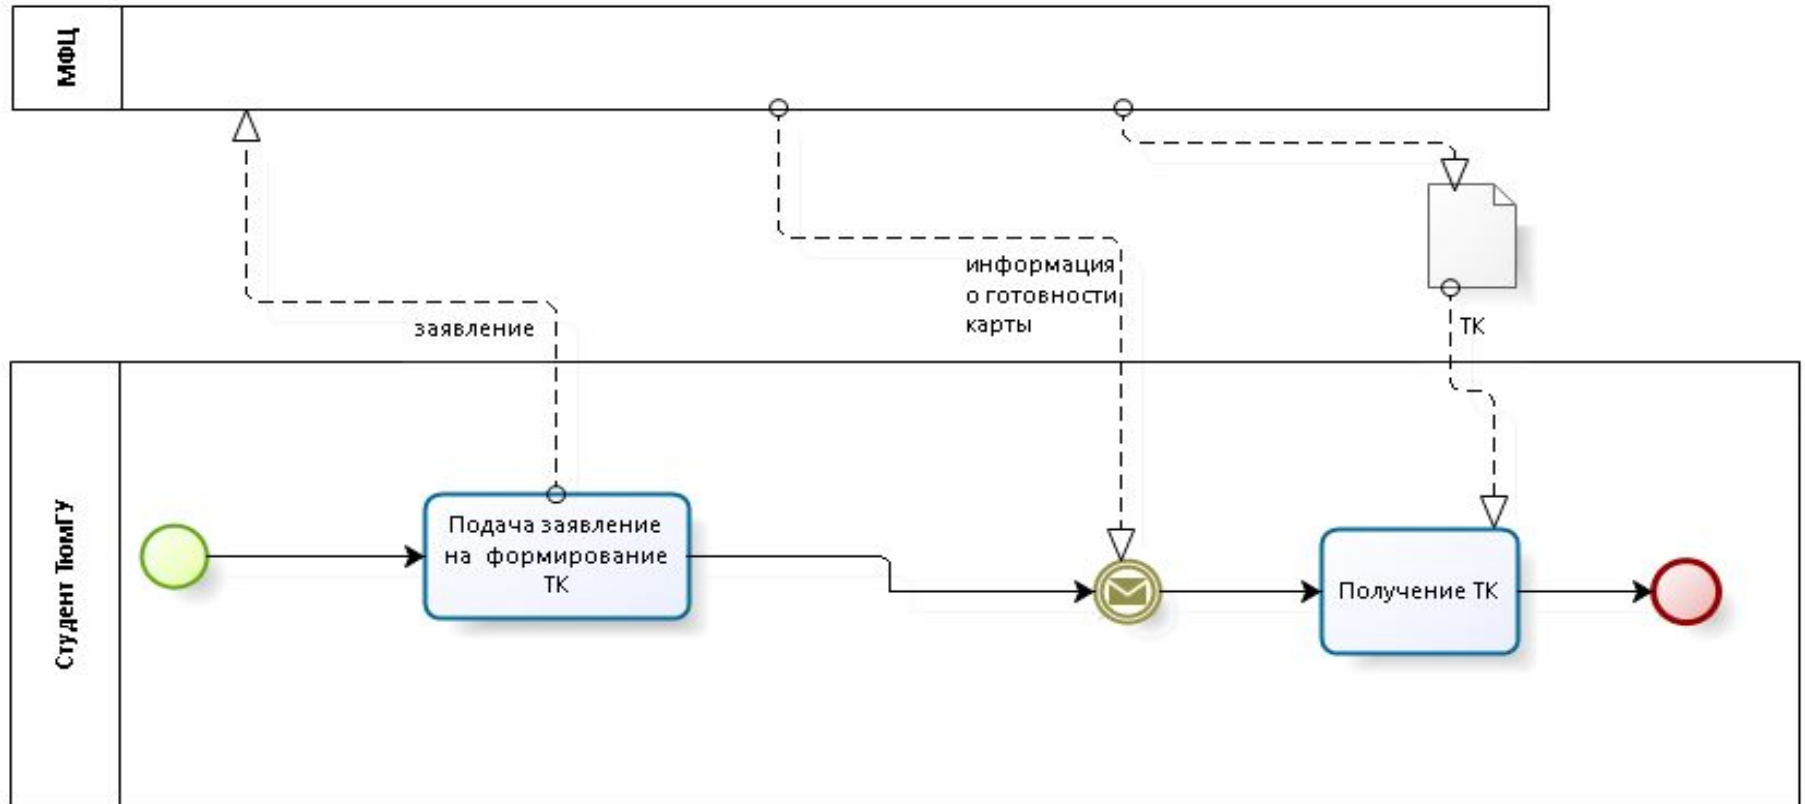 МФЦ
заявление
информация
о готовности
карты
ТК
Студент ТюмГУ
Подача заявление
на формирование
ТК
Получение ТК